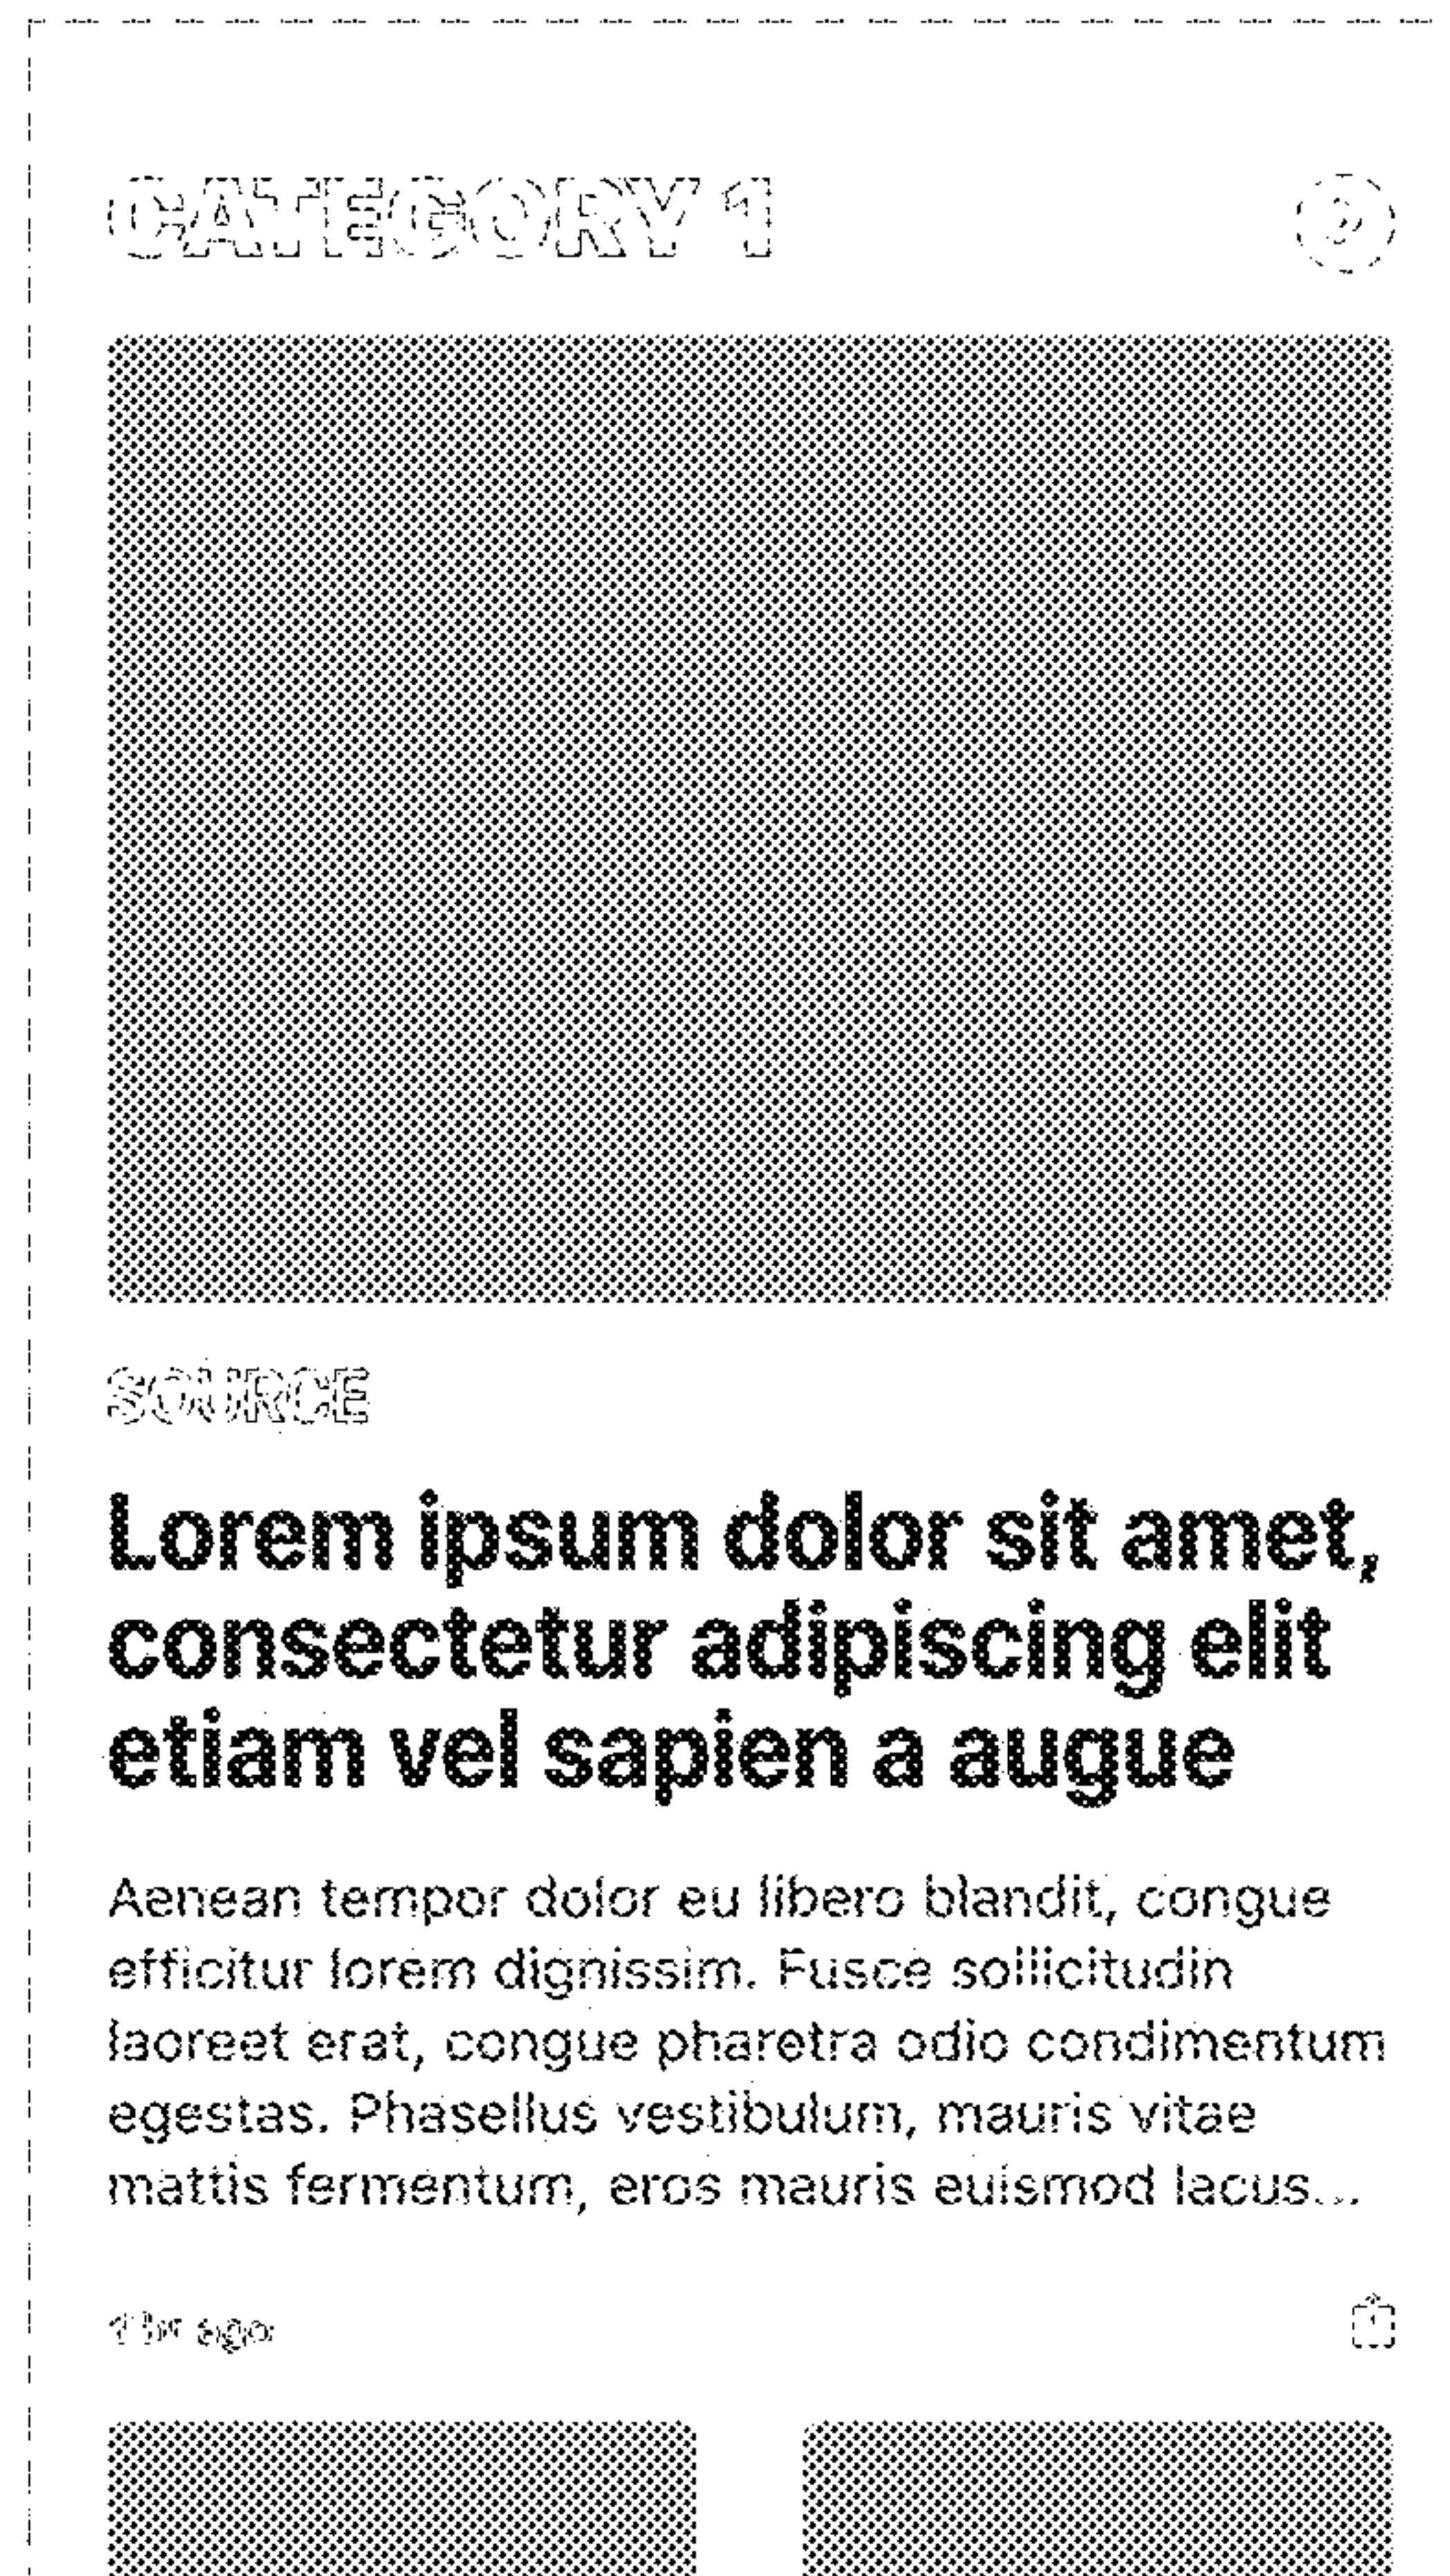 CATEGORY 1
SOURCE
Lorem ipsum dolor sit amet,
consectetur adipiscing elit
etiam vel sapien a augue
Aenean tempor dolor eu libero blandit, congue
efficitur lorem dignissim. Fusce sollicitudin
laoreet erat, congue pharetra odio condimentum
egestas. Phasellus vestibulum, mauris vitae
mattis fermentum, eros mauris euismod lacus...
hr ago